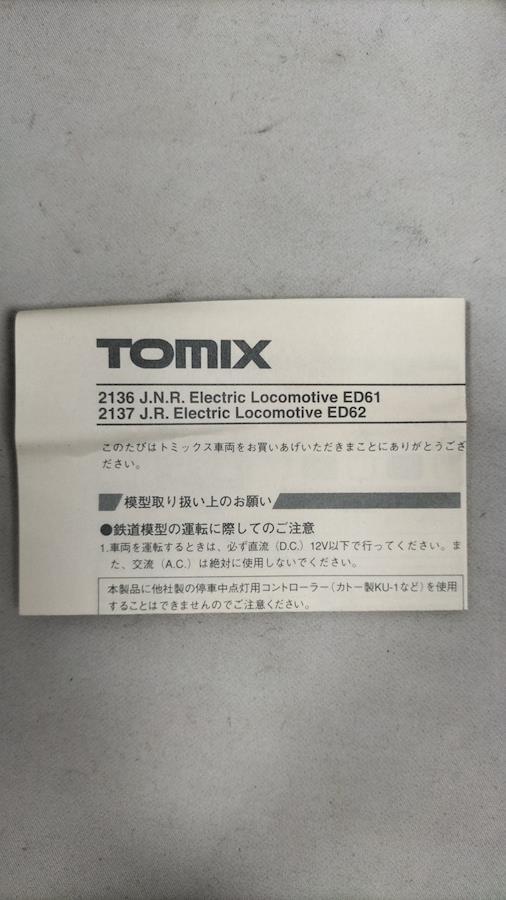 TOMIX
2136 J.N.R. Electric Locomotive ED61
2137 J.R. Electric Locomotive ED62
このたびはトミックス車両をお買いあげいただきまことにありがとうござ
ださい。
模型取り扱い上のお願い
●鉄道模型の運転に際してのご注意
1.車両を運転するときは、必ず直流（D.C.）12V以下で行ってください。ま
た、交流（A.C.）は絶対に使用しないでください。
本製品に他社製の停車中点灯用コントローラー（カトー製KU-1など）を使用
することはできませんのでご注意ください。